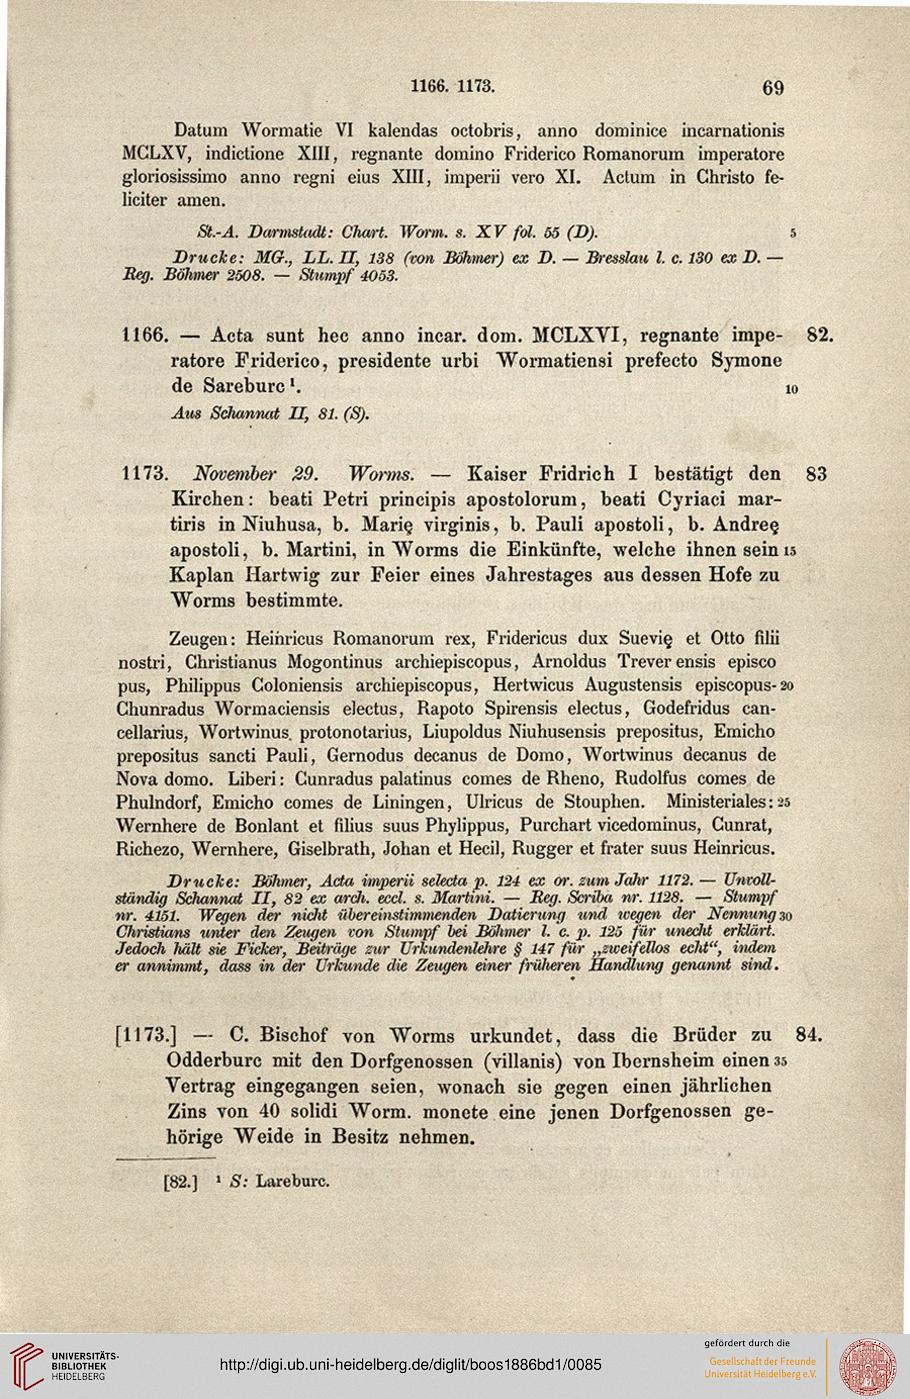 1166. 1173.
69
Datum Wormatie VI kalendas octobris, anno dominice incarnationis
MCLXV, indictione XIII, regnante domino Friderico Romanorum imperatore
gloriosissimo anno regni eius XIII, imperii vero XI. Actum in Christo fe-
liciter amen.
St.-A. Darmstadt: Chart. Worm. s. XV fol. 55 (D). 5
Drucke: MG., LL. II, 138 (von Böhmer) ex D. — Bresslau l. c. 130 ex D. —
Reg. Böhmer 2508. — Stumpf 4053.
1166. — Acta sunt hec anno incar. dom. MCLXVI, regnante impe- 82.
ratore Friderico, presidente urbi Wormatiensi prefecto Symone
de Sareburc¹. 10
Aus Schannat II, 81. (S).
1173. November 29. Worms. — Kaiser Fridrich I bestätigt den 83
Kirchen: beati Petri principis apostolorum, beati Cyriaci mar-
tiris in Niuhusa, b. Marię virginis, b. Pauli apostoli, b. Andreę
apostoli, b. Martini, in Worms die Einkünfte, welche ihnen sein 15
Kaplan Hartwig zur Feier eines Jahrestages aus dessen Hofe zu
Worms bestimmte.
Zeugen: Heinricus Romanorum rex, Fridericus dux Suevię et Otto filii
nostri, Christianus Mogontinus archiepiscopus, Arnoldus Trever ensis episco
pus, Philippus Coloniensis archiepiscopus, Hertwicus Augustensis episcopus- 20
Chunradus Wormaciensis electus, Rapoto Spirensis electus, Godefridus can-
cellarius, Wortwinus. protonotarius, Liupoldus Niuhusensis prepositus, Emicho
prepositus sancti Pauli, Gernodus decanus de Domo, Wortwinus decanus de
Nova domo. Liberi: Cunradus palatinus comes de Rheno, Rudolfus comes de
Phulndorf, Emicho comes de Liningen, Ulricus de Stouphen. Ministeriales: 25
Wernhere de Bonlant et filius suus Phylippus, Purchart vicedominus, Cunrat,
Richezo, Wernhere, Giselbrath, Johan et Hecil, Rugger et frater suus Heinricus.
Drucke: Böhmer, Acta imperii selecta p. 124 ex or. zum Jahr 1172. — Unvoll-
ständig Schannat II, 82 ex arch. eccl. s. Martini. — Reg. Scriba nr. 1128. — Stumpf
nr. 4151. Wegen der nicht übereinstimmenden Datierung und wegen der Nennung 30
Christians unter den Zeugen von Stumpf bei Böhmer l. c. p. 125 für unecht erklärt.
Jedoch hält sie Ficker, Beiträge zur Urkundenlehre § 147 für „zweifellos echt“, indem
er annimmt, dass in der Urkunde die Zeugen einer früheren Handlung genannt sind.
[1173.] — C. Bischof von Worms urkundet, dass die Brüder zu 84.
Odderburc mit den Dorfgenossen (villanis) von Ibernsheim einen 35
Vertrag eingegangen seien, wonach sie gegen einen jährlichen
Zins von 40 solidi Worm. monete eine jenen Dorfgenossen ge-
hörige Weide in Besitz nehmen.
[82.] ¹ S: Lareburc.
UNIVERSITÄTS-
BIBLIOTHEK
HEIDELBERG
http://digi.ub.uni-heidelberg.de/diglit/boos1886bd1/0085
gefördert durch die
Gesellschaft der Freunde
Universität Heidelberg e.V.